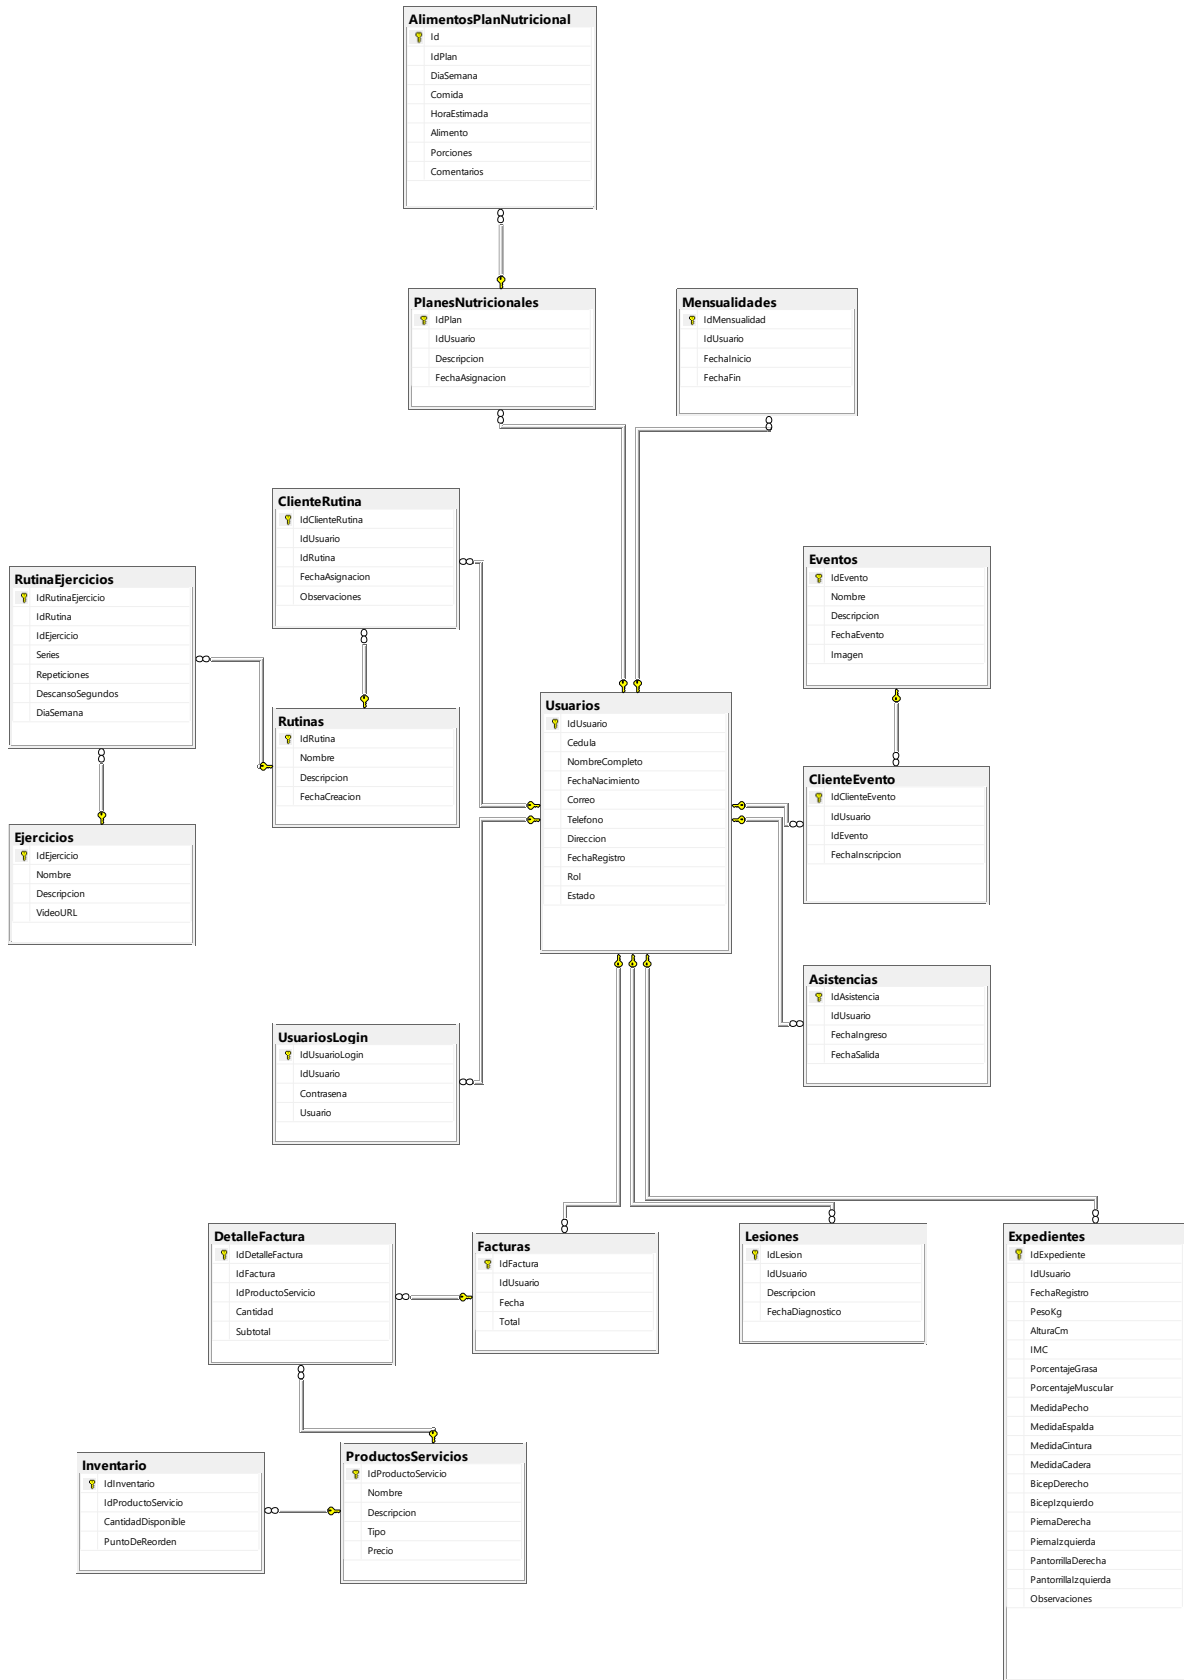 AlimentosPlanNutricional
Id
IdPlan
DiaSemana
Comida
HoraEstimada
Alimento
Porciones
Comentarios
PlanesNutricionales
IdPlan
IdUsuario
Descripcion
FechaAsignacion
Mensualidades
IdMensualidad
IdUsuario
FechaInicio
FechaFin
ClienteRutina
IdClienteRutina
IdUsuario
IdRutina
FechaAsignacion
Observaciones
Eventos
IdEvento
Nombre
Descripcion
FechaEvento
Imagen
RutinaEjercicios
IdRutinaEjercicio
IdRutina
IdEjercicio
Series
Repeticiones
DescansoSegundos
DiaSemana
Usuarios
IdUsuario
Cedula
NombreCompleto
FechaNacimiento
Correo
Telefono
Direccion
FechaRegistro
Rol
Estado
Rutinas
IdRutina
Nombre
Descripcion
FechaCreacion
ClienteEvento
IdClienteEvento
IdUsuario
IdEvento
FechaInscripcion
Ejercicios
IdEjercicio
Nombre
Descripcion
VideoURL
Asistencias
IdAsistencia
IdUsuario
FechaIngreso
FechaSalida
UsuariosLogin
IdUsuarioLogin
IdUsuario
Contrasena
Usuario
DetalleFactura
IdDetalleFactura
IdFactura
IdProductoServicio
Cantidad
Subtotal
Facturas
IdFactura
IdUsuario
Fecha
Total
Lesiones
IdLesion
IdUsuario
Descripcion
FechaDiagnostico
Expedientes
IdExpediente
IdUsuario
FechaRegistro
PesoKg
AlturaCm
IMC
PorcentajeGrasa
PorcentajeMuscular
MedidaPecho
MedidaEspalda
MedidaCintura
MedidaCadera
BicepDerecho
BicepIzquierdo
PiernaDerecha
PiernaIzquierda
PantorrillaDerecha
PantorrillaIzquierda
Observaciones
Inventario
IdInventario
IdProductoServicio
CantidadDisponible
PuntoDeReorden
ProductosServicios
IdProductoServicio
Nombre
Descripcion
Tipo
Precio